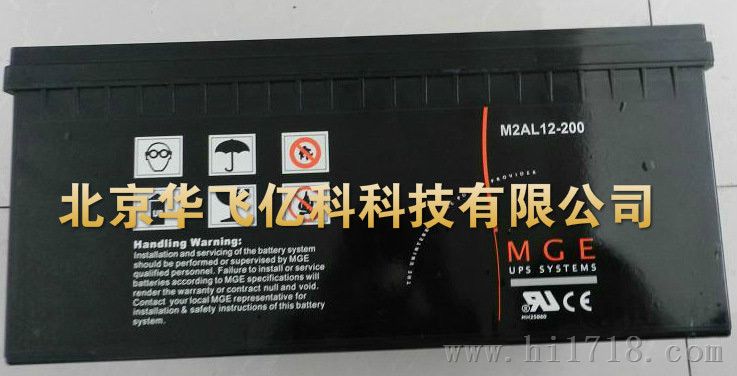 M2AL12-200
北京华飞亿科科技有限公司
Handling Warning:
Installation and servicing of the battery system
should be performed or supervised by MGE
qualified personnel. Failure to install or service
batteries according to MGE specifications will
render the warranty or contract null and void.
Contact your local MGE representative for
installation & safety instructions of this battery
system.
PROVIDER
MGE
UPS SYSTEMS
CE
MH25860
www.hi1718.com